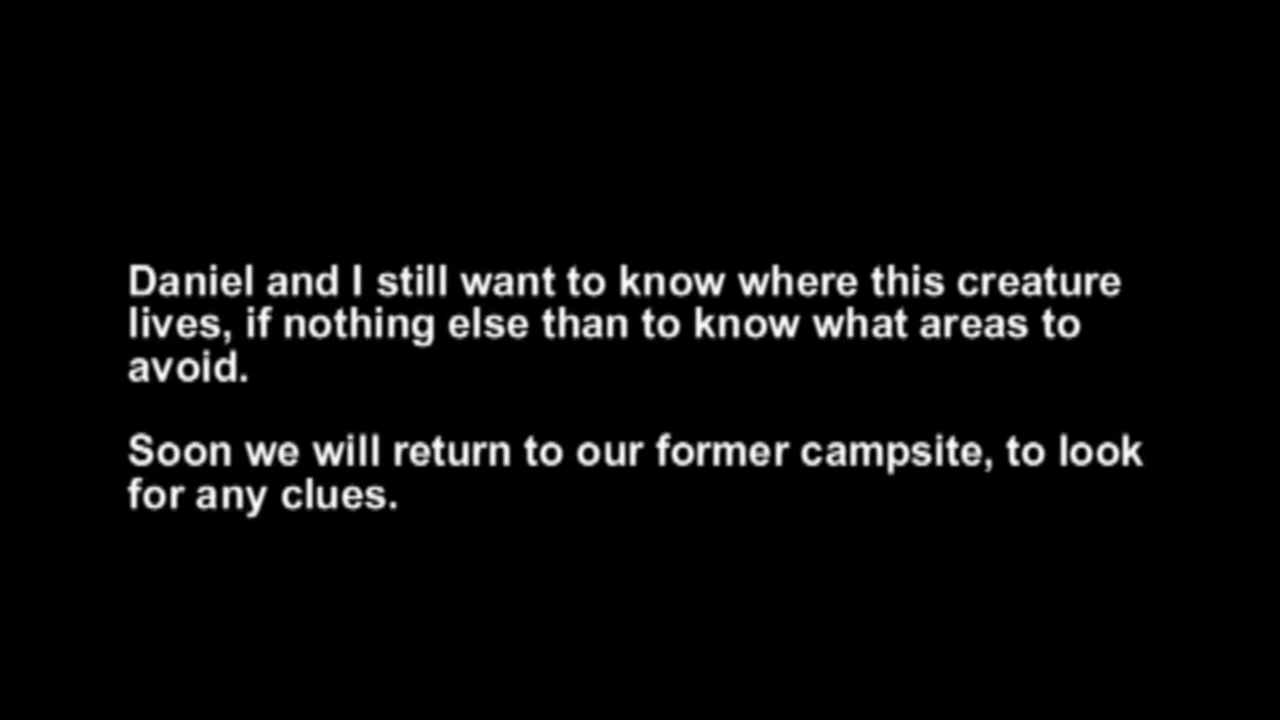 Daniel and I still want to know where this creature
lives, if nothing else than to know what areas to
avoid.
Soon we will return to our former campsite, to look
for any clues.